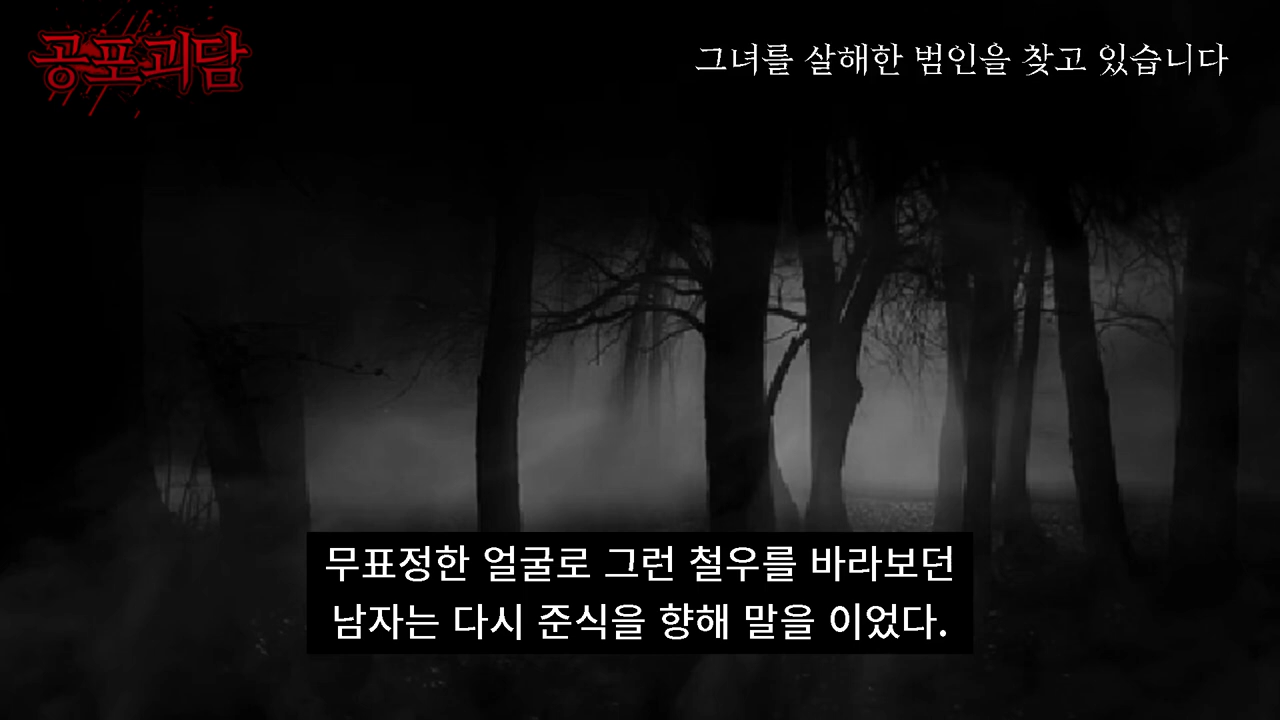 공포괴담
그녀를 살해한 범인을 찾고 있습니다
무표정한 얼굴로 그런 철우를 바라보던
남자는 다시 준식을 향해 말을 이었다.